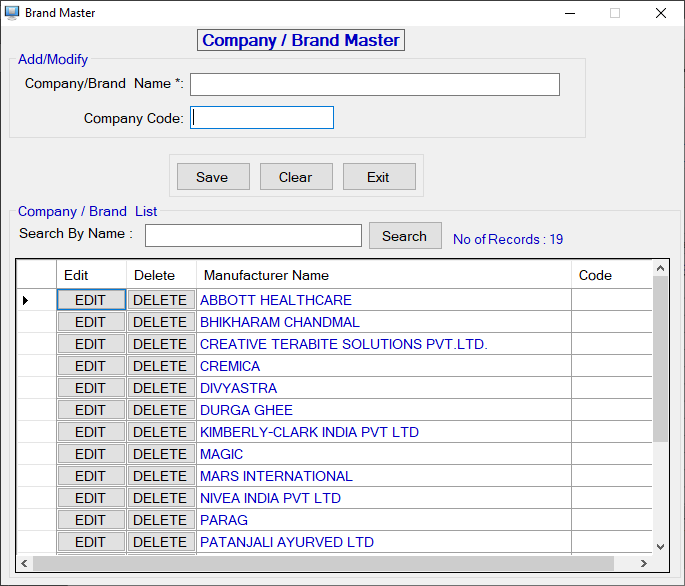 Brand Master
Company / Brand Master
Add/Modify
Company/Brand Name *:
Company Code:
Save Clear Exit
Company / Brand List
Search By Name : Search No of Records : 19
Edit Delete Manufacturer Name Code
EDIT DELETE ABBOTT HEALTHCARE
EDIT DELETE BHIKHARAM CHANDMAL
EDIT DELETE CREATIVE TERABITE SOLUTIONS PVT.LTD.
EDIT DELETE CREMICA
EDIT DELETE DIVYASTRA
EDIT DELETE DURGA GHEE
EDIT DELETE KIMBERLY-CLARK INDIA PVT LTD
EDIT DELETE MAGIC
EDIT DELETE MARS INTERNATIONAL
EDIT DELETE NIVEA INDIA PVT LTD
EDIT DELETE PARAG
EDIT DELETE PATANJALI AYURVED LTD